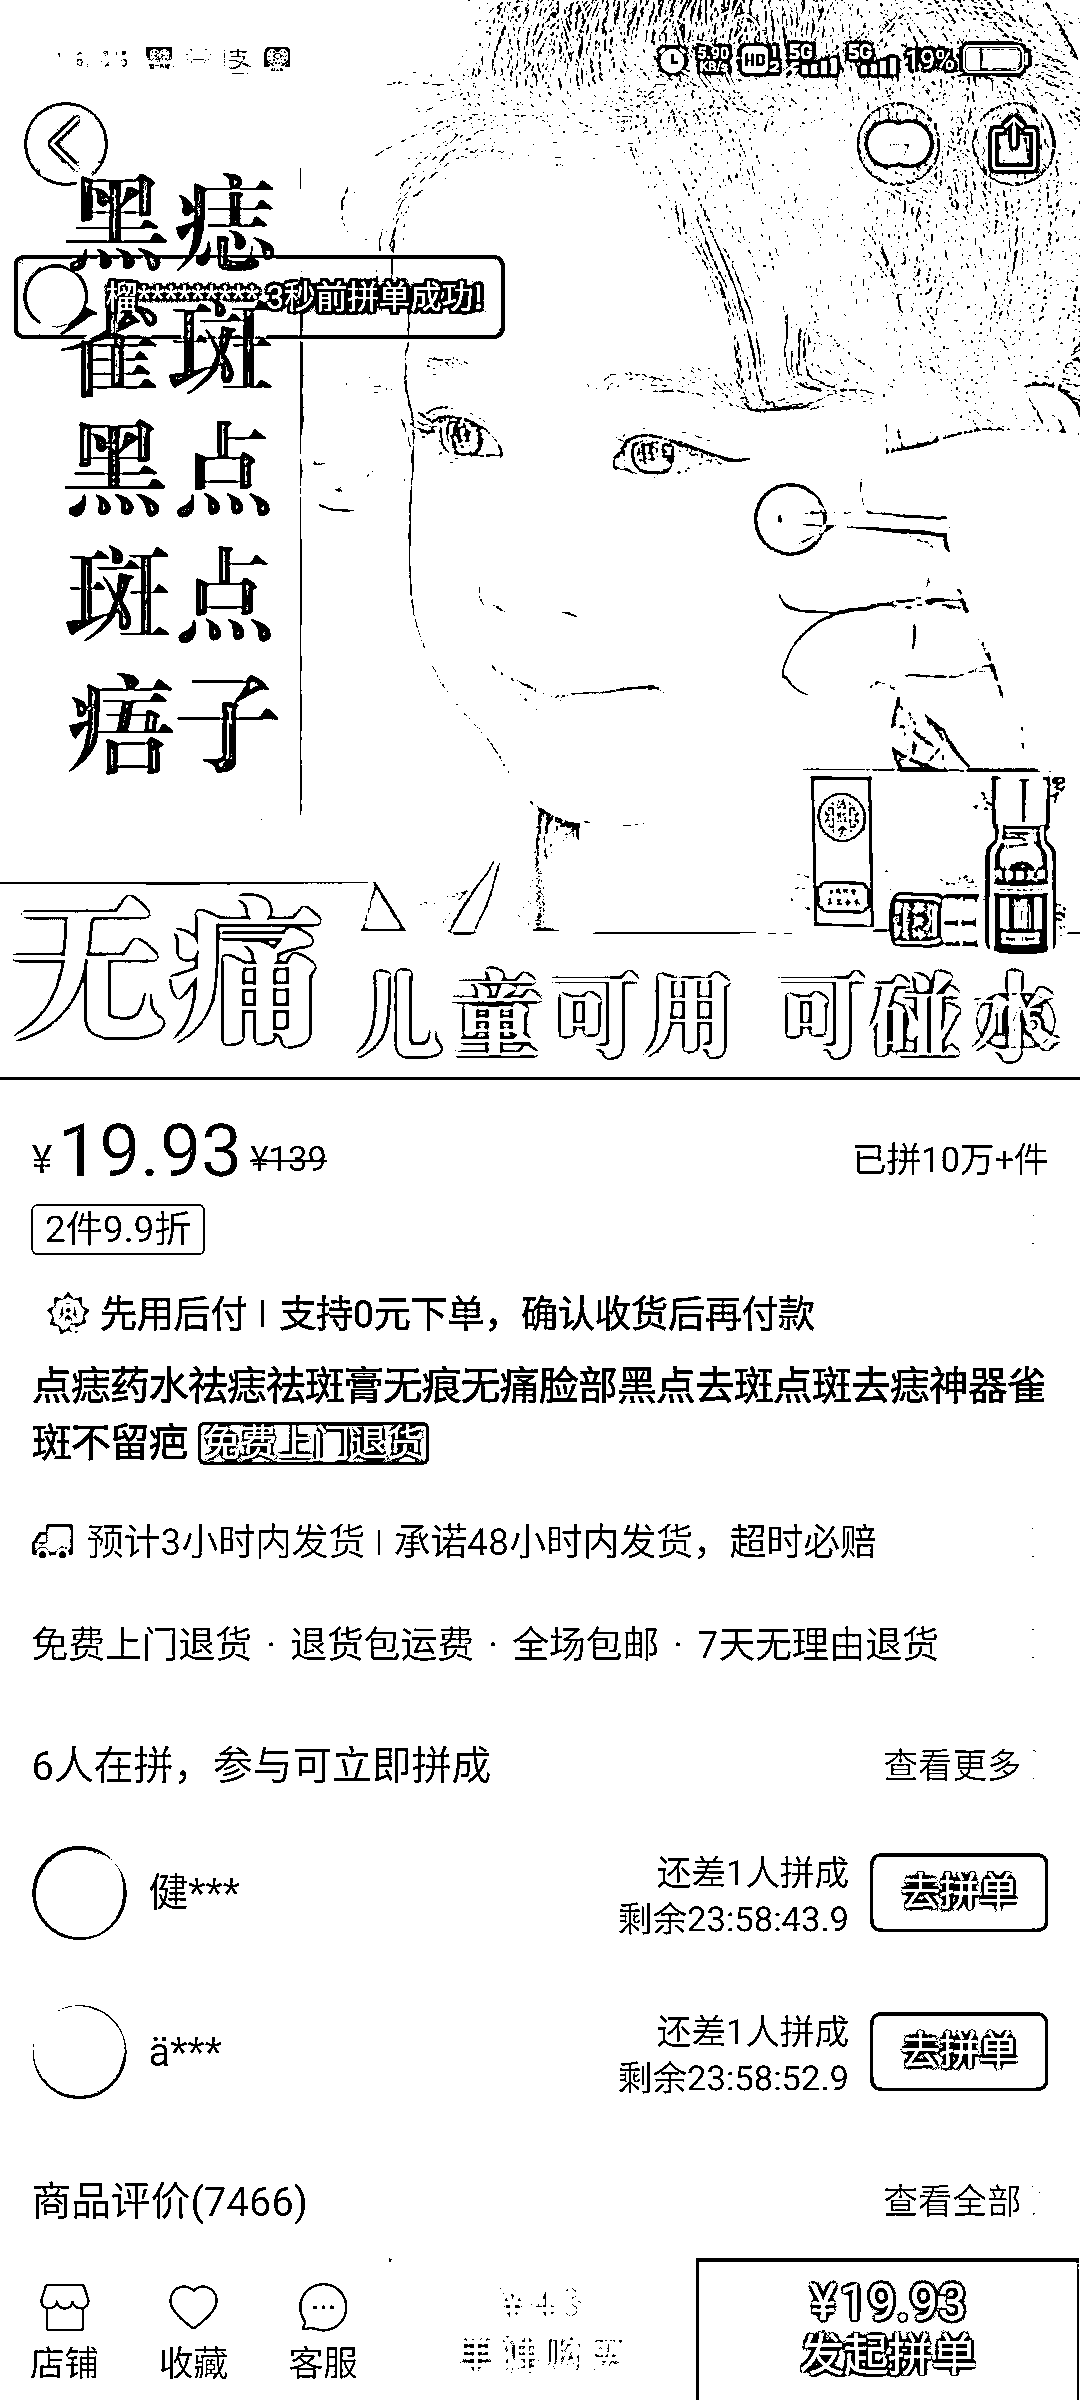 5.90 KB/s HD 1 2 5G 5G 19%
黑痣
榴**********3秒前拼单成功!
雀斑
黑点
斑点
痦子
无痛 儿童可用 可碰水
¥19.93 ¥139 已拼10万+件
2件9.9折
先用后付 | 支持0元下单，确认收货后再付款
点痣药水祛痣祛斑膏无痕无痛脸部黑点去斑点斑去痣神器雀
斑不留疤 免费上门退货
预计3小时内发货 | 承诺48小时内发货，超时必赔
免费上门退货 · 退货包运费 · 全场包邮 · 7天无理由退货
6人在拼，参与可立即拼成 查看更多
健*** 还差1人拼成 去拼单
剩余23:58:43.9
ä*** 还差1人拼成 去拼单
剩余23:58:52.9
商品评价(7466) 查看全部
¥43 ¥19.93
店铺 收藏 客服 单独购买 发起拼单